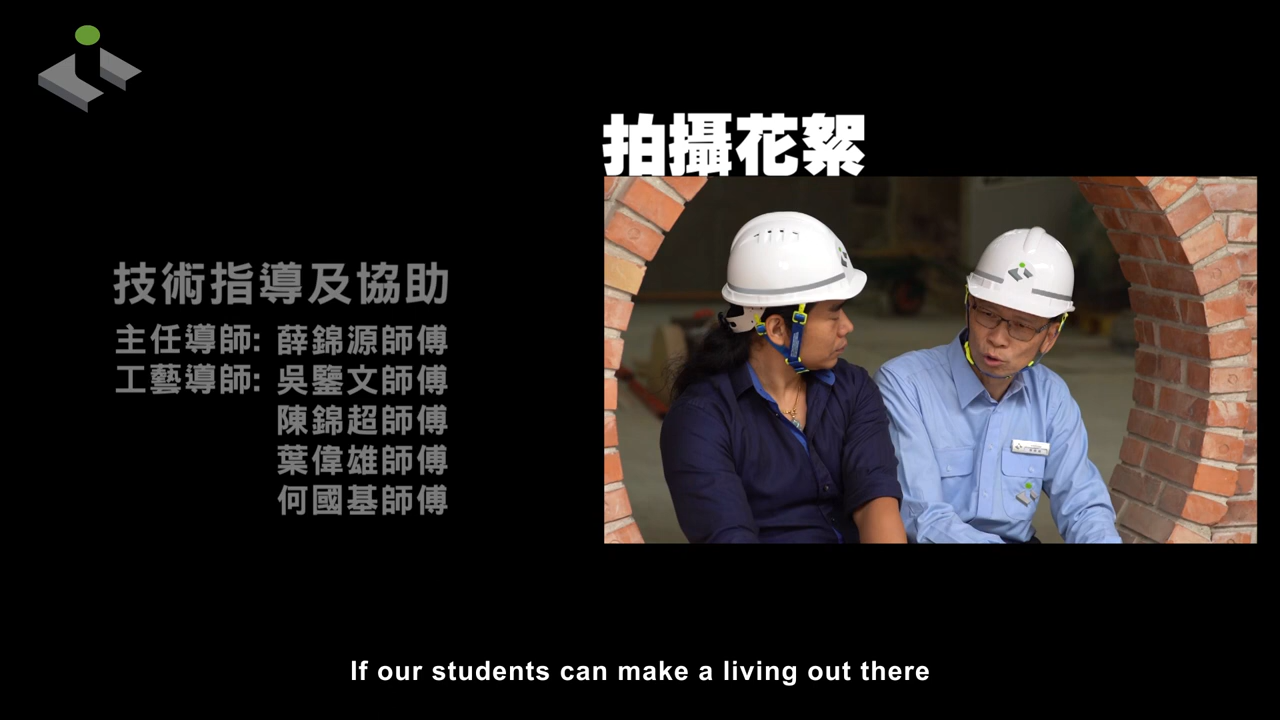 拍攝花絮
技術指導及協助
主任導師: 薛錦源師傅
工藝導師: 吳鑒文師傅
陳錦超師傅
葉偉雄師傅
何國基師傅
If our students can make a living out there